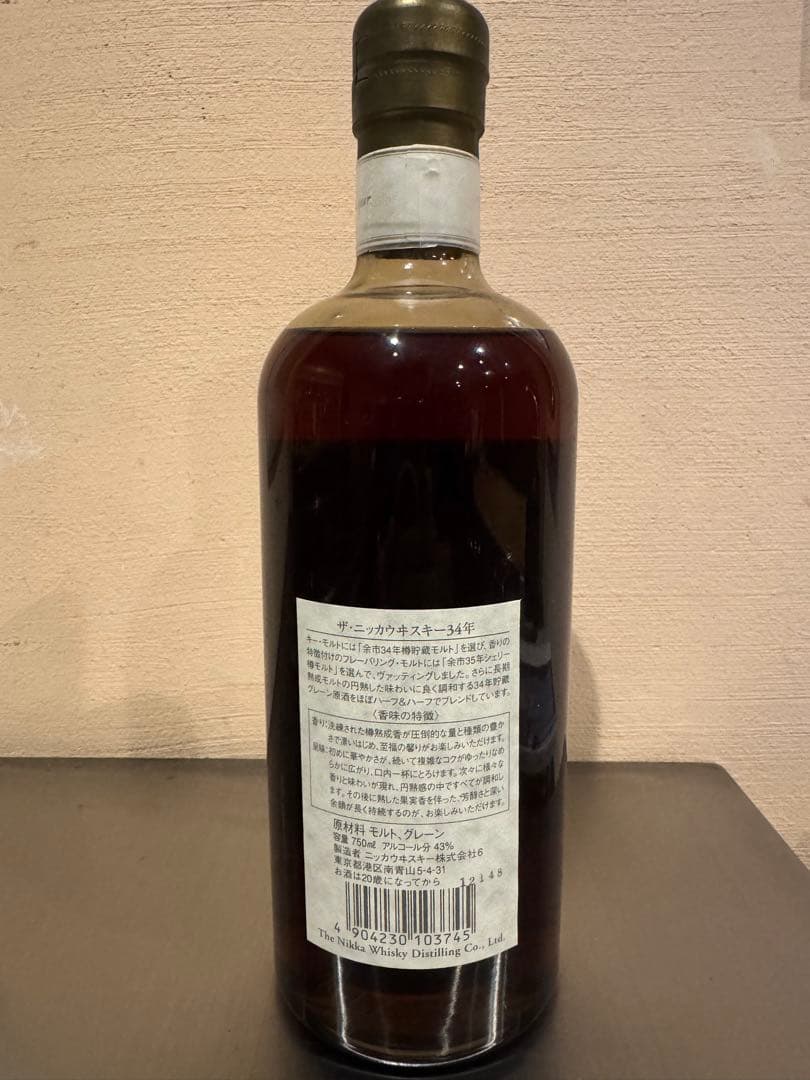 ザ・ニッカウヰスキー34年
キー・モルトには「余市34年樽貯蔵モルト」を選び、香りの
特徴付けのフレーバリング・モルトには「余市35年シェリー
樽モルト」を選んで、ヴァッティングしました。さらに長期
熟成モルトの円熟した味わいに良く調和する34年貯蔵
グレーン原酒をほぼハーフ&ハーフでブレンドしています。
〈香味の特徴〉
香り:洗練された樽熟成香が圧倒的な量と種類の豊か
さで漂いはじめ、至福の馨りがお楽しみいただけます。
呈味:初めに華やかさが、続いて複雑なコクがゆったりなめ
らかに広がり、口内一杯にとろけます。次々に様々な
香りと味わいが現れ、円熟感の中ですべてが調和し
ます。その後に熟した果実香を伴った、芳醇さと深い
余韻が長く持続するのが、お楽しみいただけます。
原材料 モルト、グレーン
容量 750㎖ アルコール分 43%
製造者 ニッカウヰスキー株式会社6
東京都港区南青山5-4-31
お酒は20歳になってから 12148
4 904230 103745
The Nikka Whisky Distilling Co., Ltd.